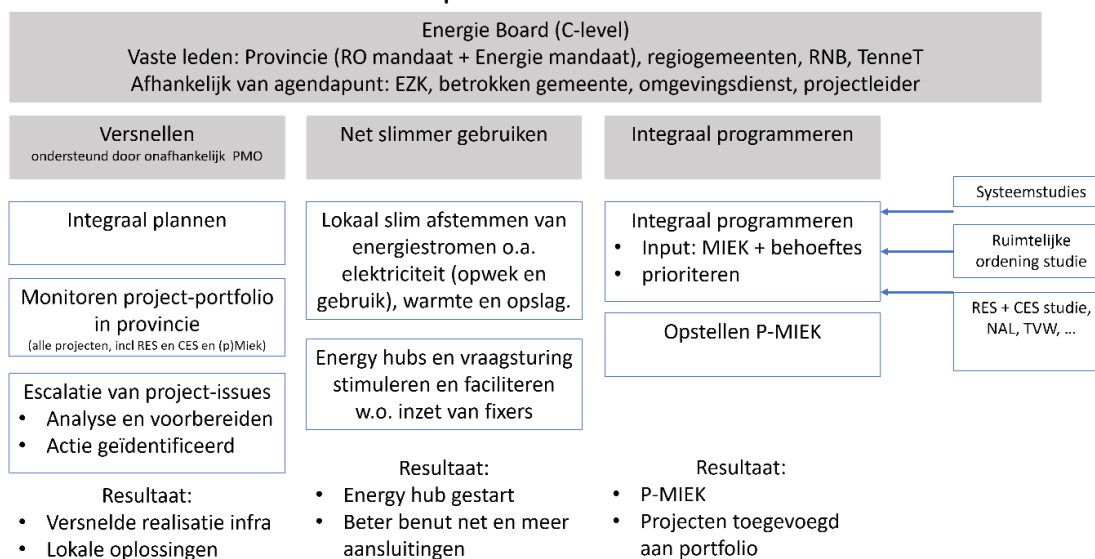 Energie Board (C-level)
Vaste leden: Provincie (RO mandaat + Energie mandaat), regiogemeenten, RNB, TenneT
Afhankelijk van agendapunt: EZK, betrokken gemeente, omgevingsdienst, projectleider
Versnellen
ondersteund door onafhankelijk PMO
Integraal plannen
Monitoren project-portfolio
in provincie
(alle projecten, incl RES en CES en (p)Miek)
Escalatie van project-issues
• Analyse en voorbereiden
• Actie geïdentificeerd
Resultaat:
• Versnelde realisatie infra
• Lokale oplossingen
Net slimmer gebruiken
Lokaal slim afstemmen van
energiestromen o.a.
elektriciteit (opwek en
gebruik), warmte en opslag.
Energy hubs en vraagsturing
stimuleren en faciliteren
w.o. inzet van fixers
Resultaat:
• Energy hub gestart
• Beter benut net en meer
aansluitingen
Integraal programmeren
Integraal programmeren
• Input: MIEK + behoeftes
• prioriteren
Opstellen P-MIEK
Resultaat:
• P-MIEK
• Projecten toegevoegd
aan portfolio
Systeemstudies
Ruimtelijke
ordening studie
RES + CES studie,
NAL, TVW, ...